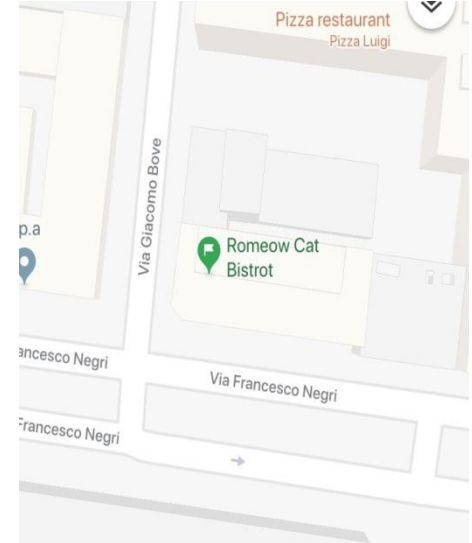 Pizza restaurant
Pizza Luigi
Via Giacomo Bove
p.a
Romeow Cat
Bistrot
ancesco Negri
Via Francesco Negri
Francesco Negri